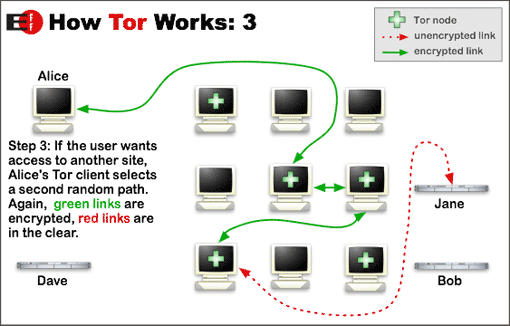 EFF How Tor Works: 3
Tor node
unencrypted link
encrypted link
Alice
Step 3: If the user wants
access to another site,
Alice's Tor client selects
a second random path.
Again, green links are
encrypted, red links are
in the clear.
Jane
Dave
Bob